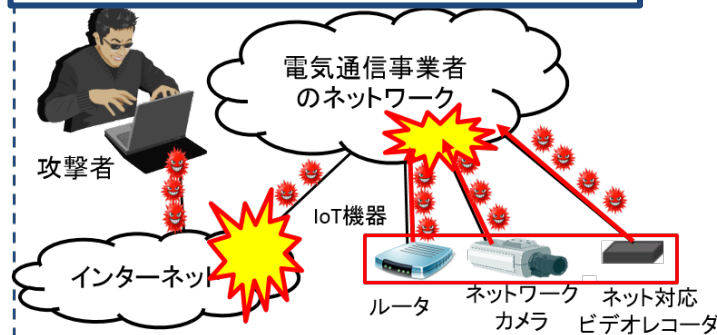 電気通信事業者
のネットワーク
攻撃者
IoT機器
インターネット
ルータ
ネットワーク
カメラ
ネット対応
ビデオレコーダ